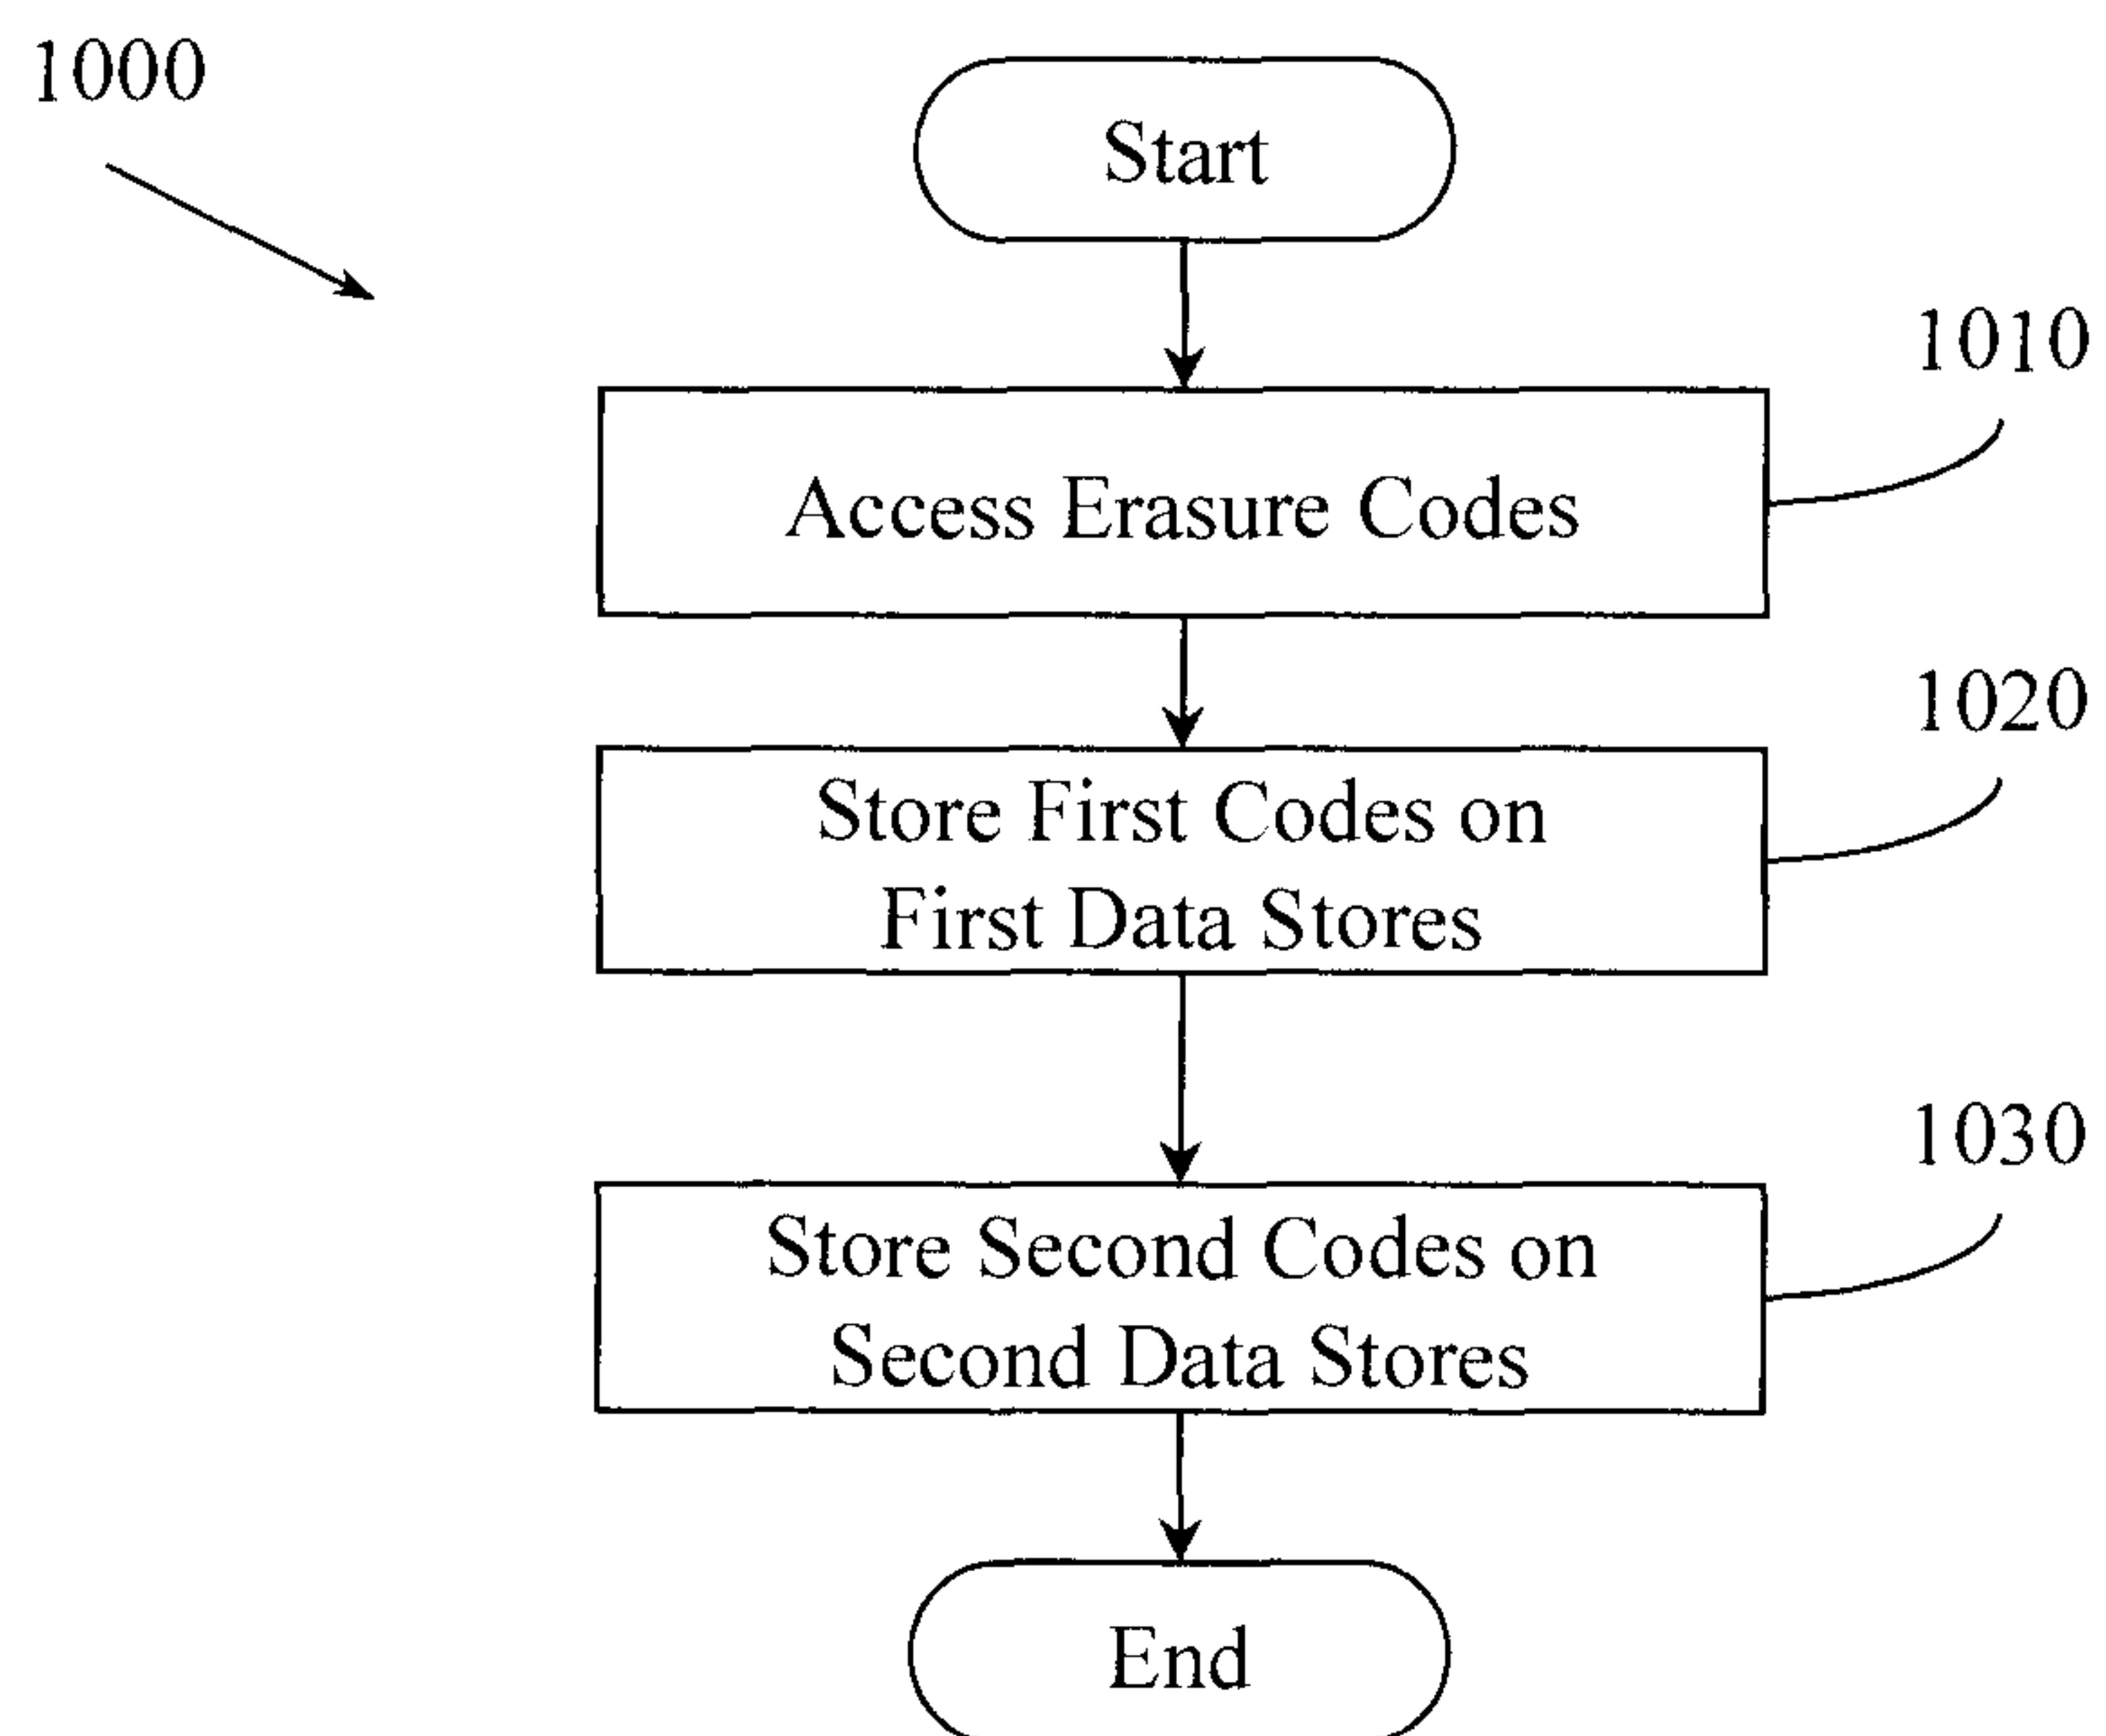 1000
Start
1010
Access Erasure Codes
1020
Store First Codes on
First Data Stores
1030
Store Second Codes on
Second Data Stores
End